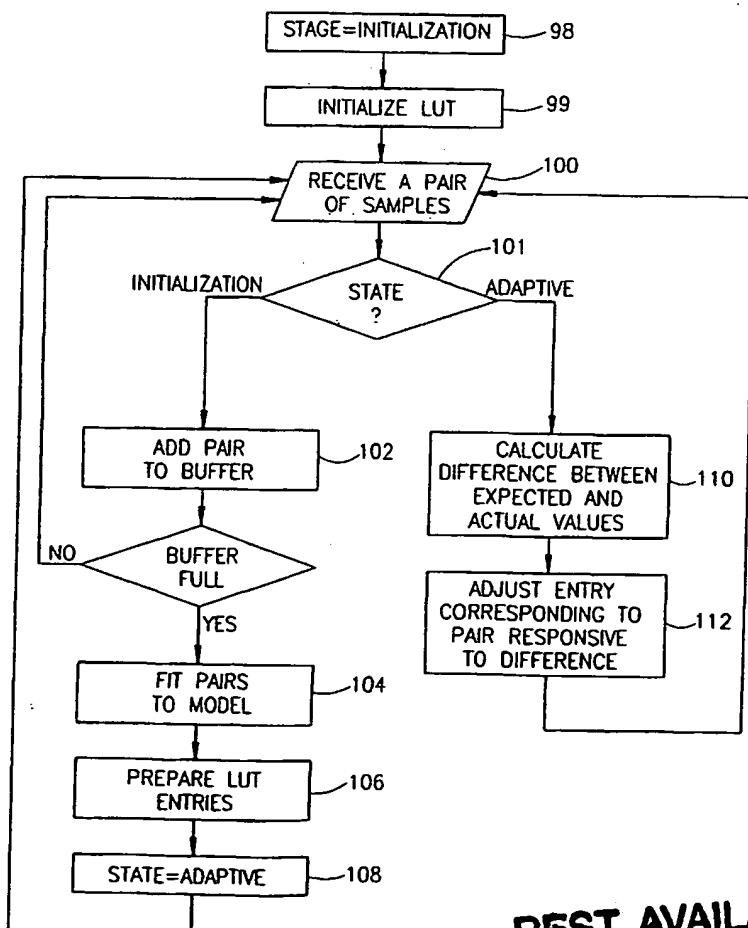 STAGE=INITIALIZATION
98
INITIALIZE LUT
99
RECEIVE A PAIR
OF SAMPLES
100
101
INITIALIZATION
STATE
?
ADAPTIVE
ADD PAIR
TO BUFFER
102
CALCULATE
DIFFERENCE BETWEEN
EXPECTED AND
ACTUAL VALUES
110
NO
BUFFER
FULL
YES
ADJUST ENTRY
CORRESPONDING TO
PAIR RESPONSIVE
TO DIFFERENCE
112
FIT PAIRS
TO MODEL
104
PREPARE LUT
ENTRIES
106
STATE=ADAPTIVE
108
BEST AVAIL